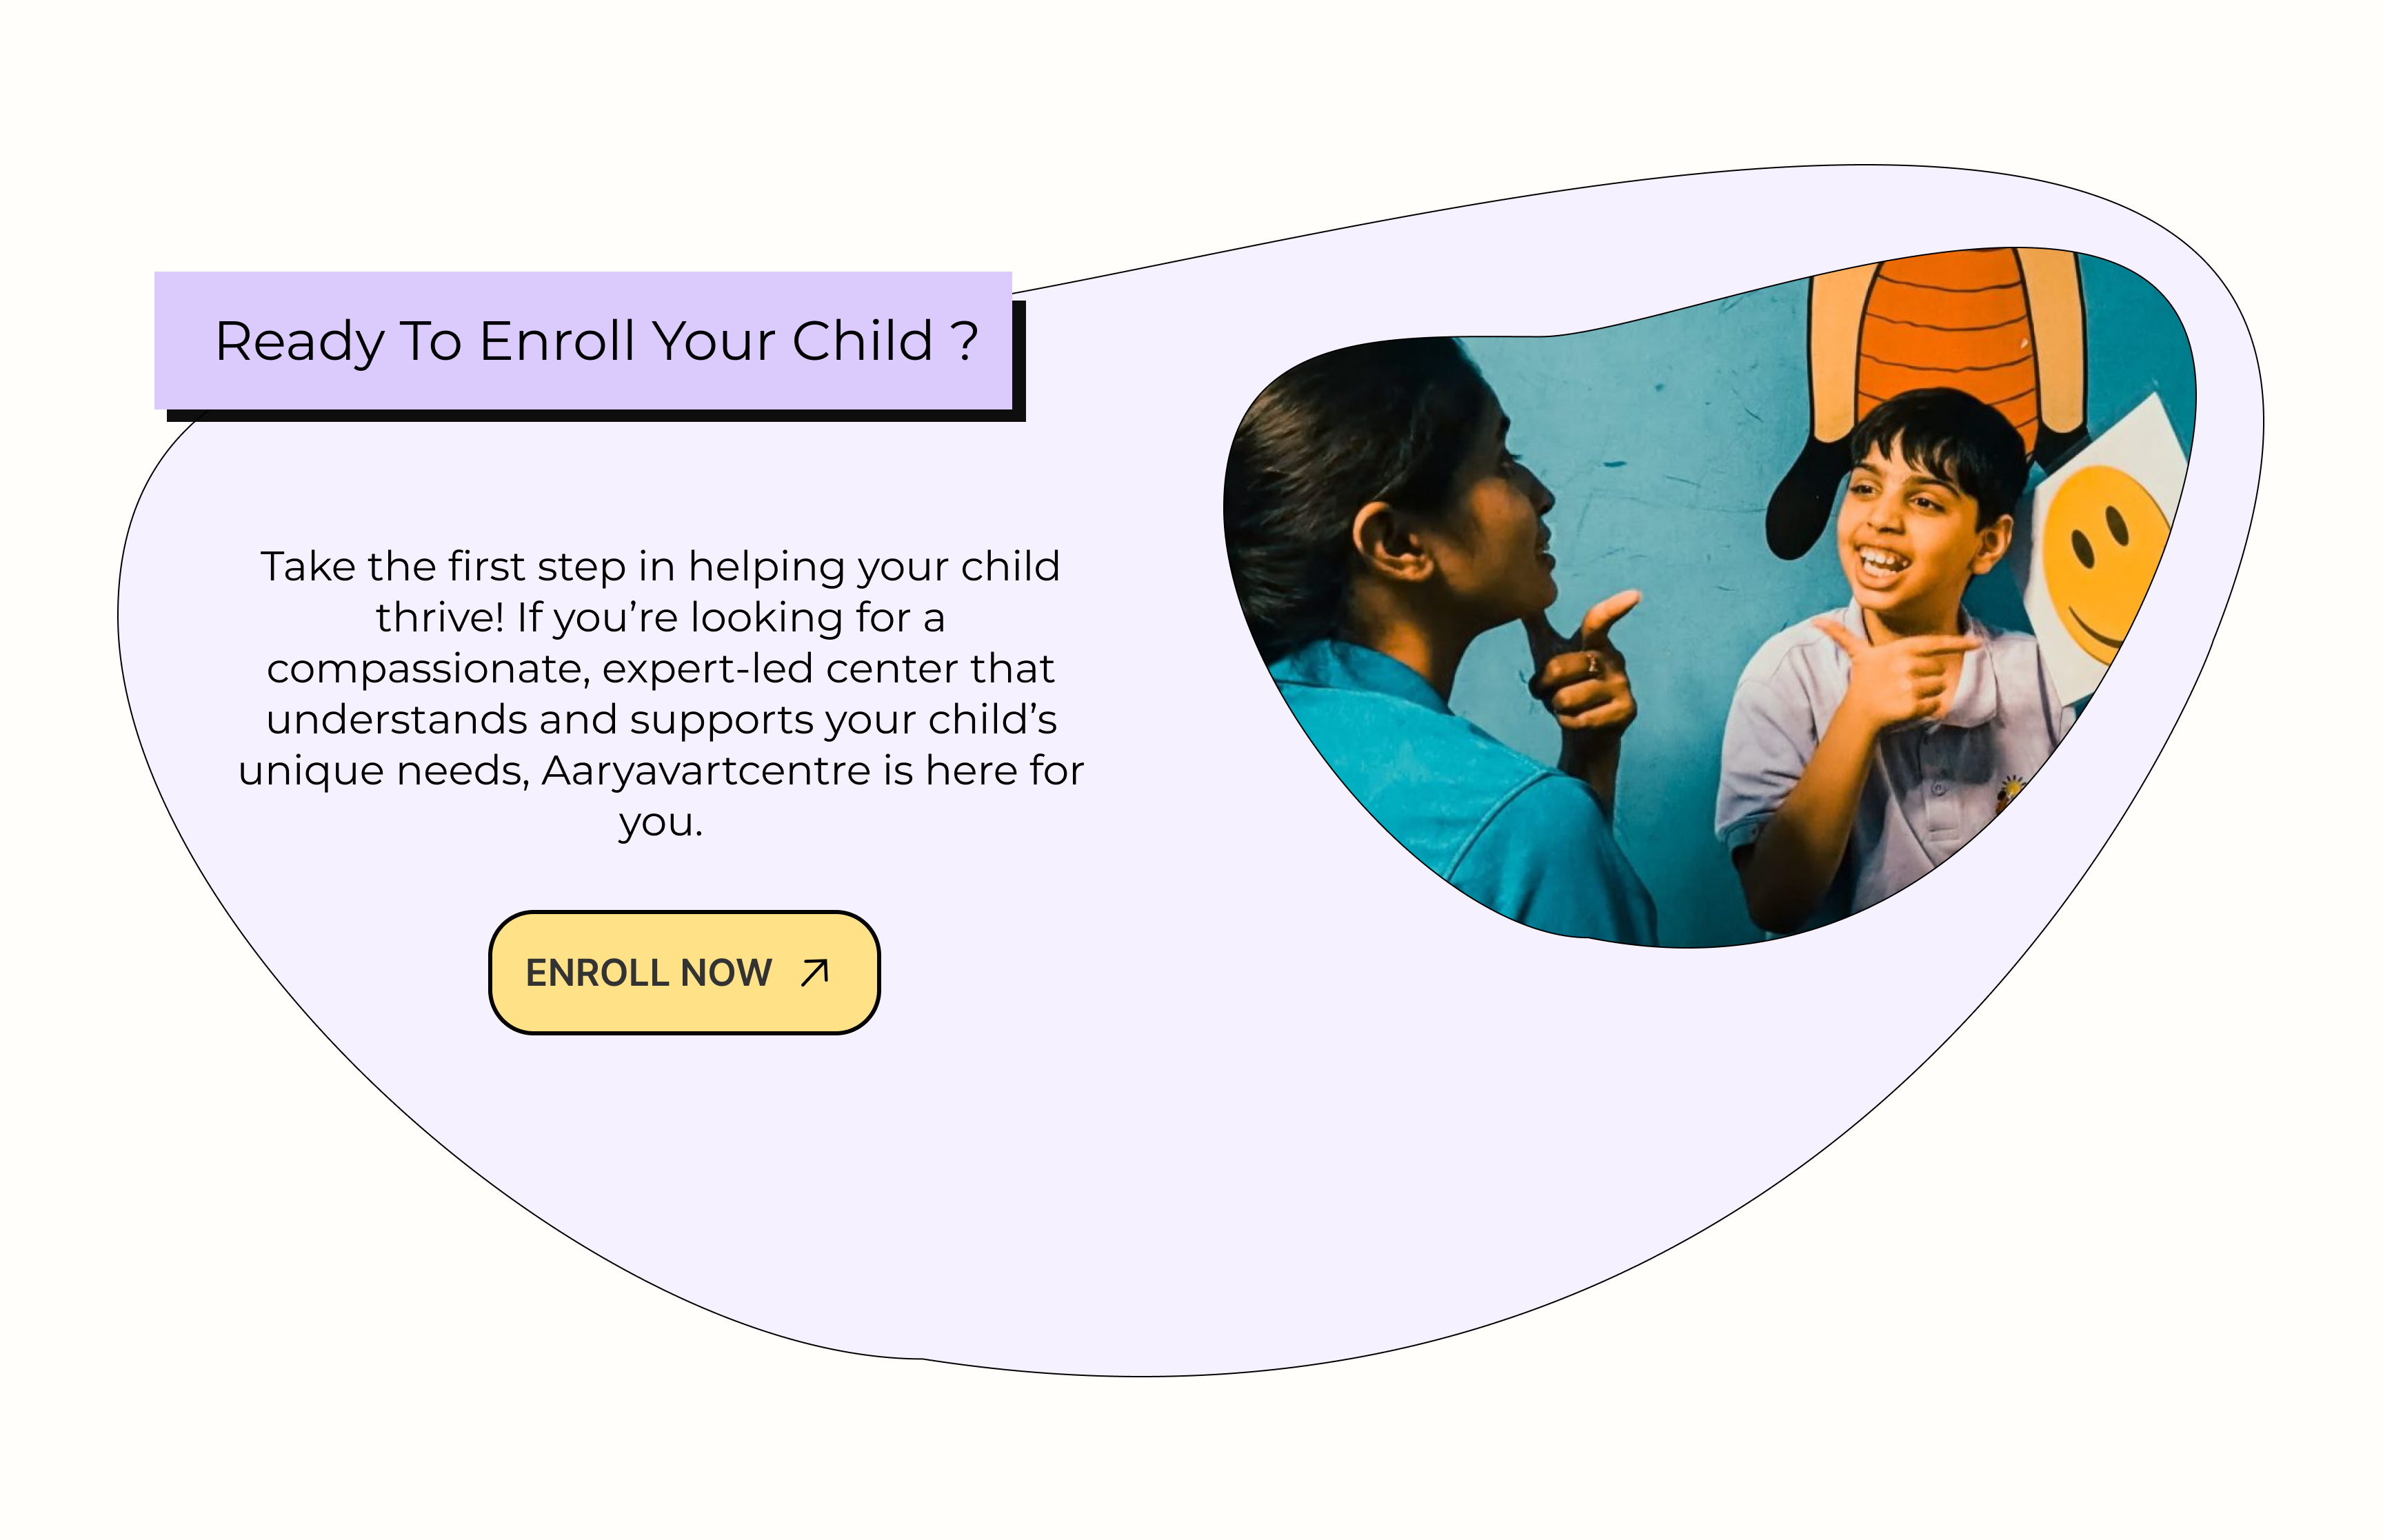 Ready To Enroll Your Child ?
Take the first step in helping your child
thrive! If you’re looking for a
compassionate, expert-led center that
understands and supports your child’s
unique needs, Aaryavartcentre is here for
you.
ENROLL NOW